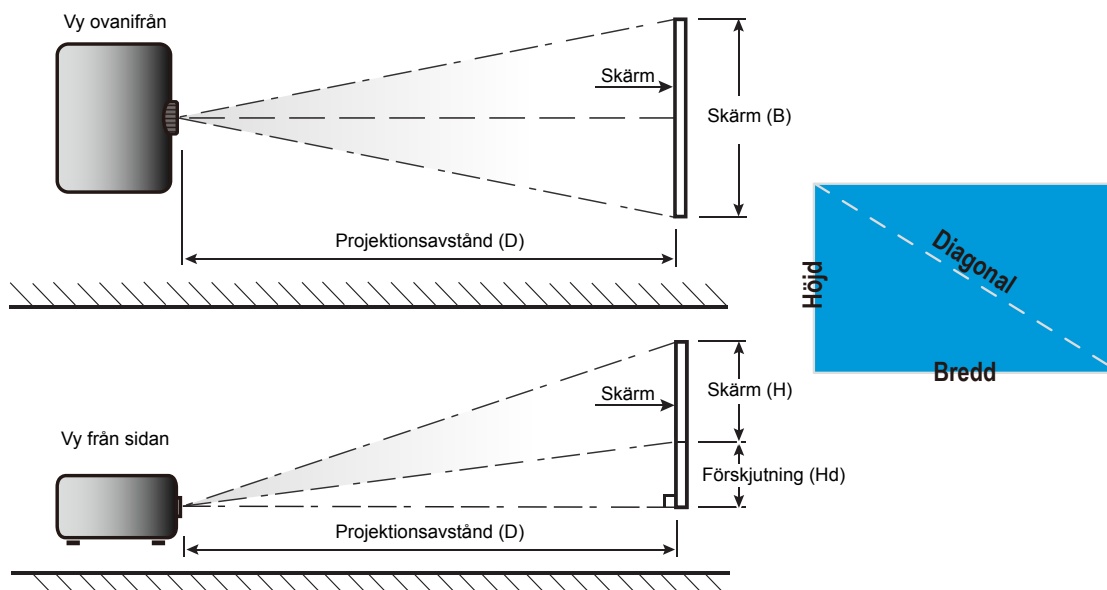 Vy ovanifrån
Skärm
Skärm (B)
Projektionsavstånd (D)
Höjd
Diagonal
Bredd
Skärm
Skärm (H)
Vy från sidan
Förskjutning (Hd)
Projektionsavstånd (D)